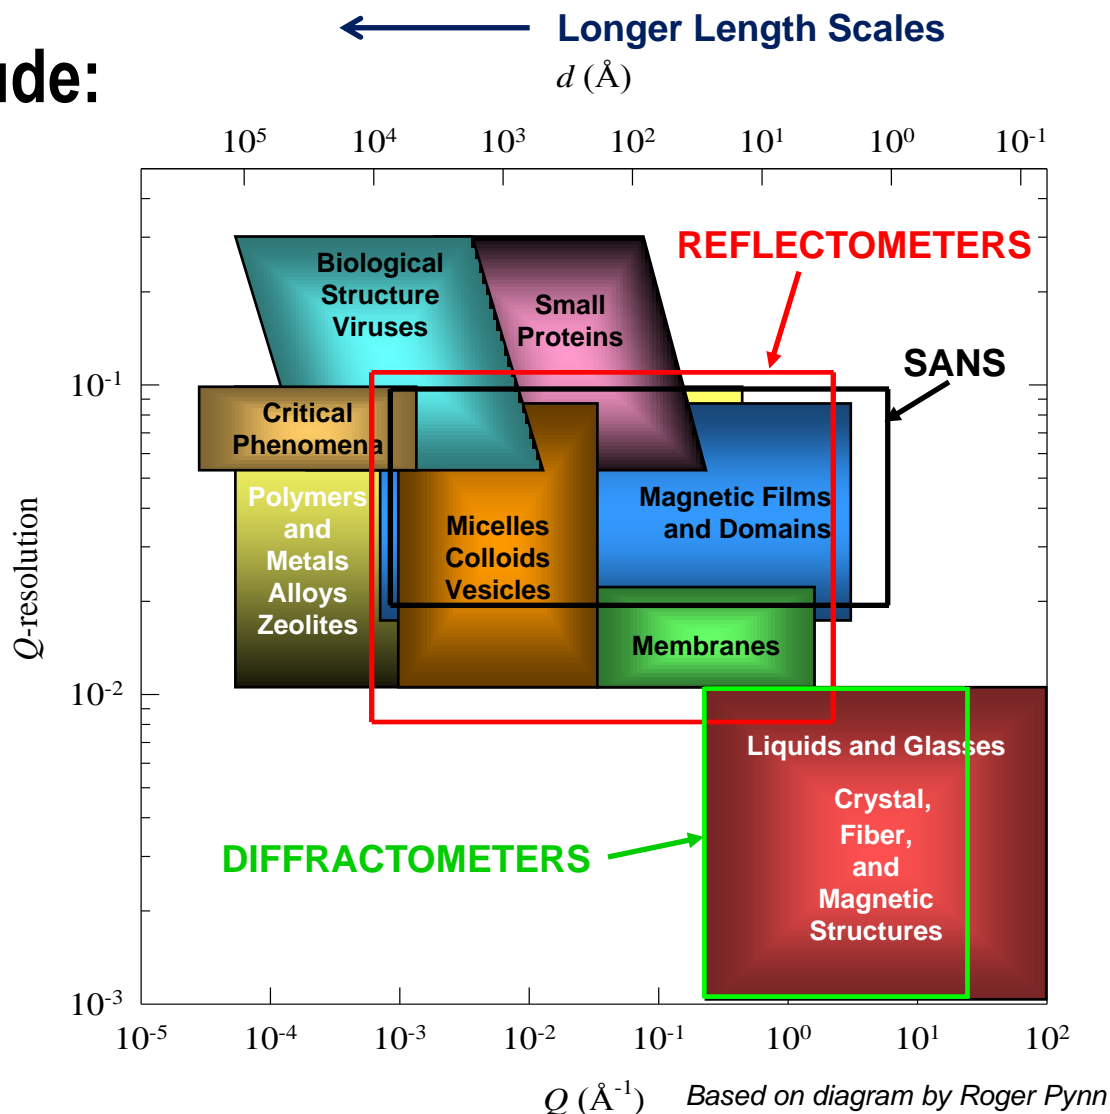 Longer Length Scales
ude:
d (Å)
10⁵ 10⁴ 10³ 10² 10¹ 10⁰ 10⁻¹
REFLECTOMETERS
Biological
Structure
Viruses
Small
Proteins
SANS
10⁻¹
Critical
Phenomena
Polymers
and
Metals
Alloys
Zeolites
Micelles
Colloids
Vesicles
Magnetic Films
and Domains
Q-resolution
Membranes
10⁻²
Liquids and Glasses
Crystal,
Fiber,
and
Magnetic
Structures
DIFFRACTOMETERS
10⁻³
10⁻⁵ 10⁻⁴ 10⁻³ 10⁻² 10⁻¹ 10⁰ 10¹ 10²
Q (Å⁻¹)
Based on diagram by Roger Pynn